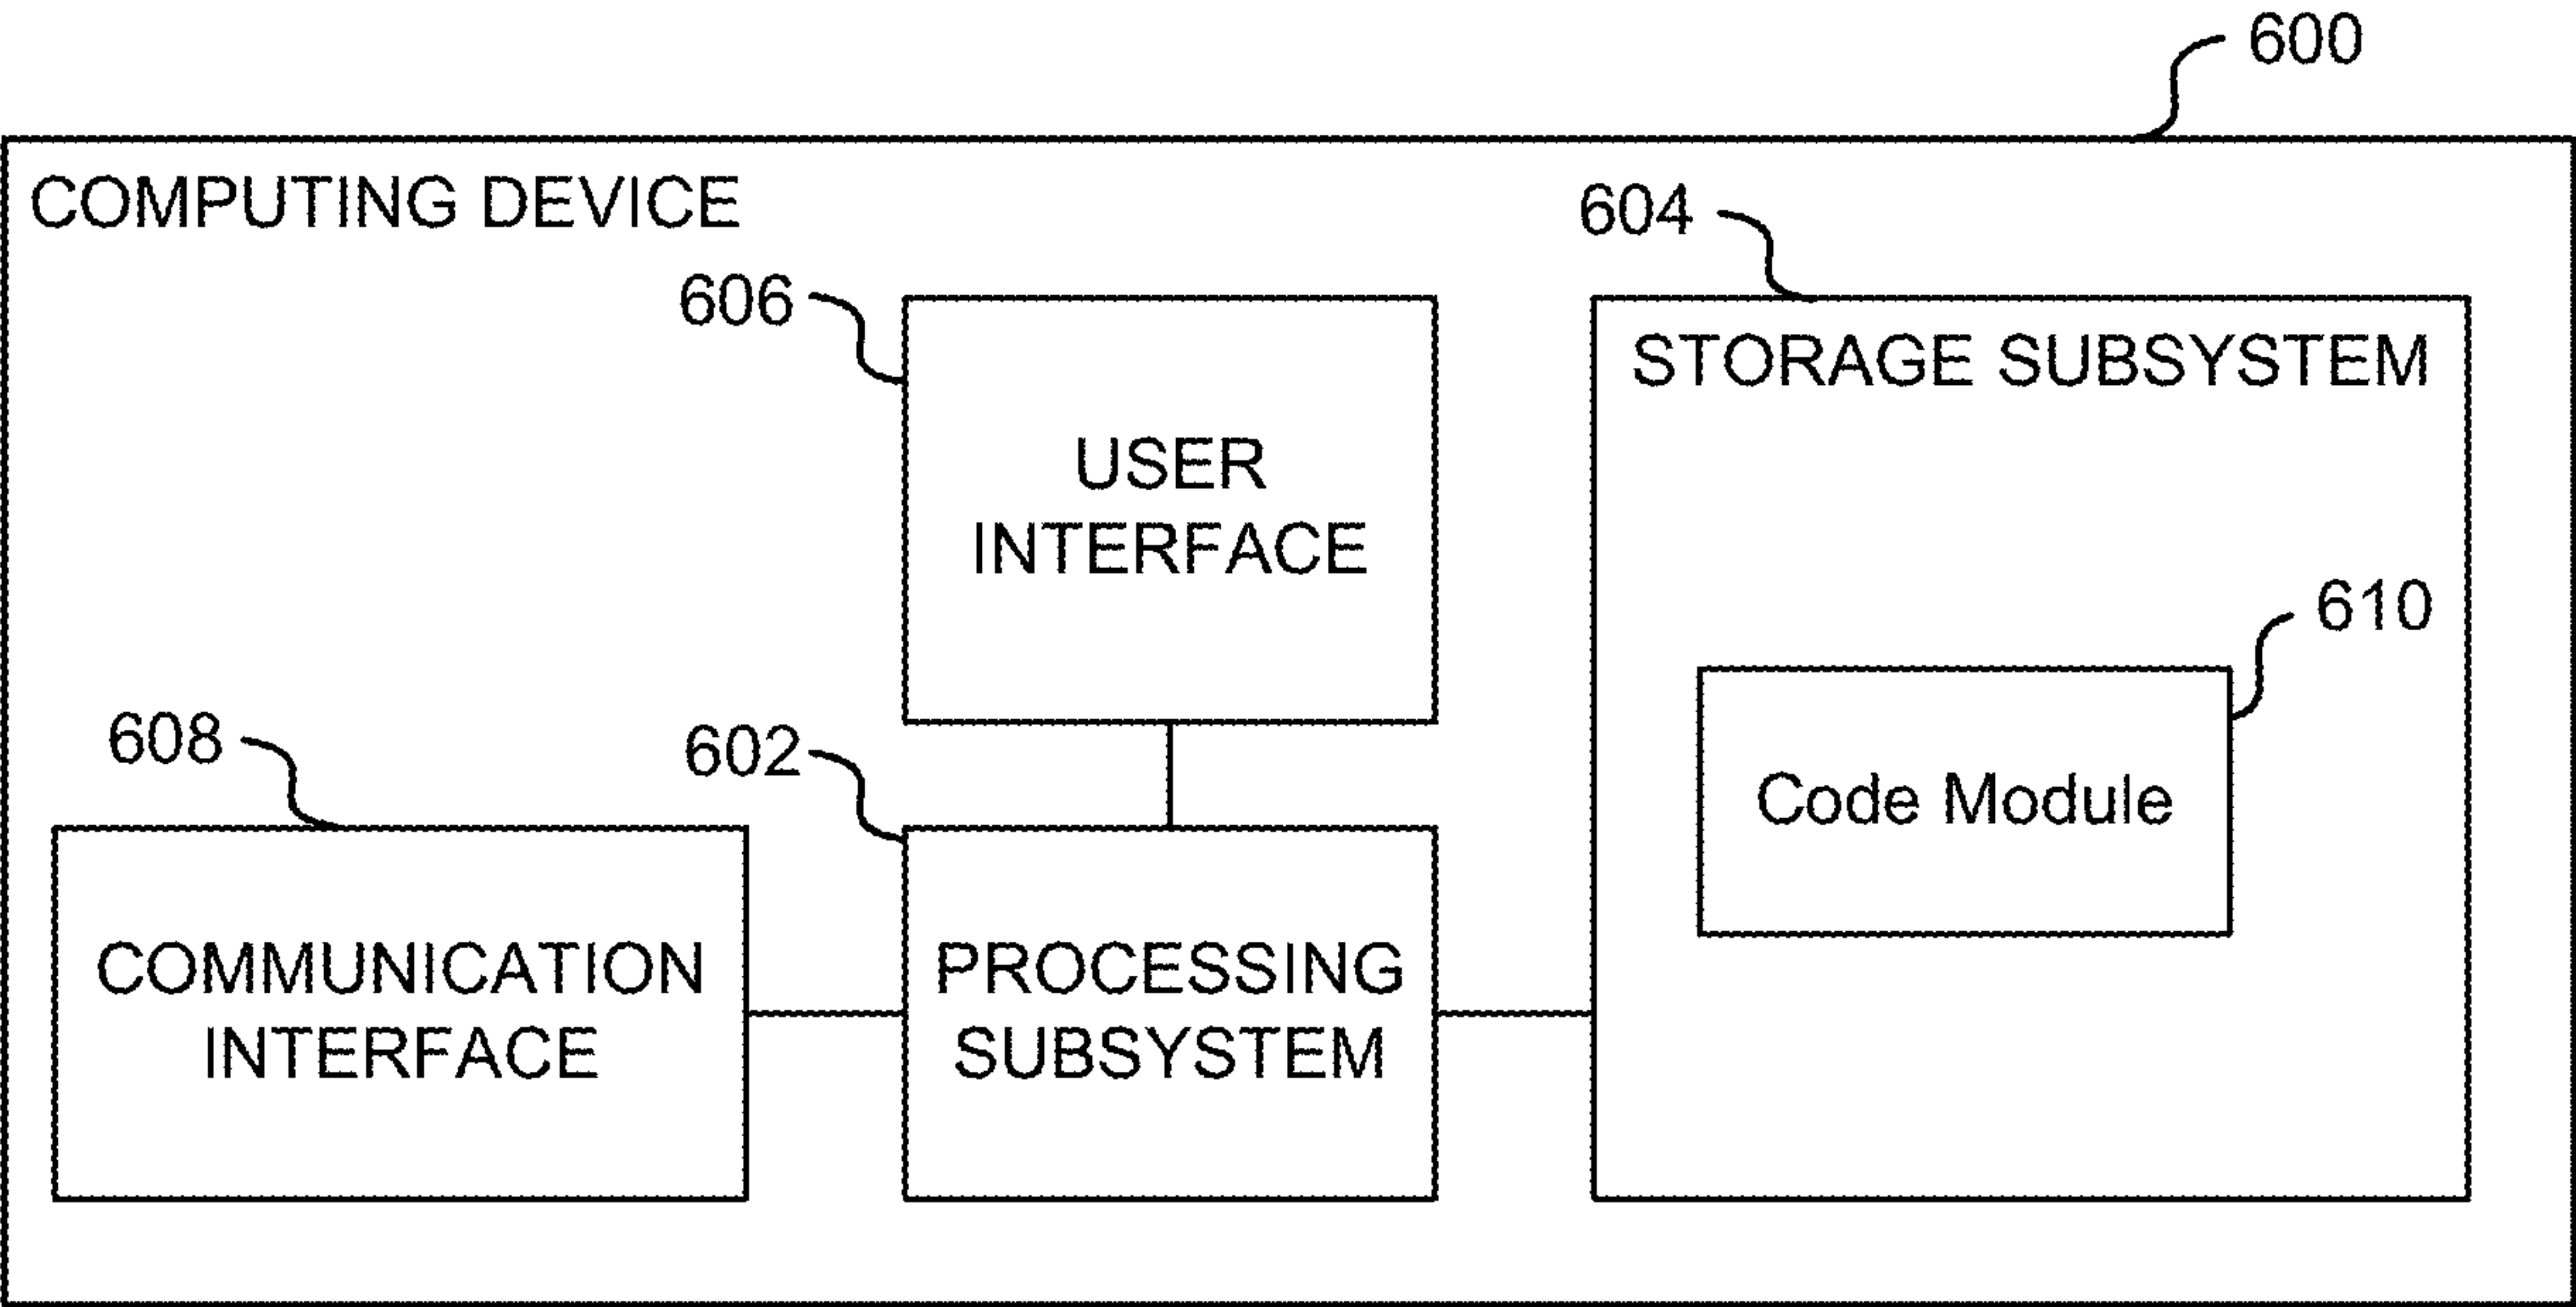 600
COMPUTING DEVICE
604
606
STORAGE SUBSYSTEM
USER
INTERFACE
610
608
602
Code Module
COMMUNICATION
INTERFACE
PROCESSING
SUBSYSTEM